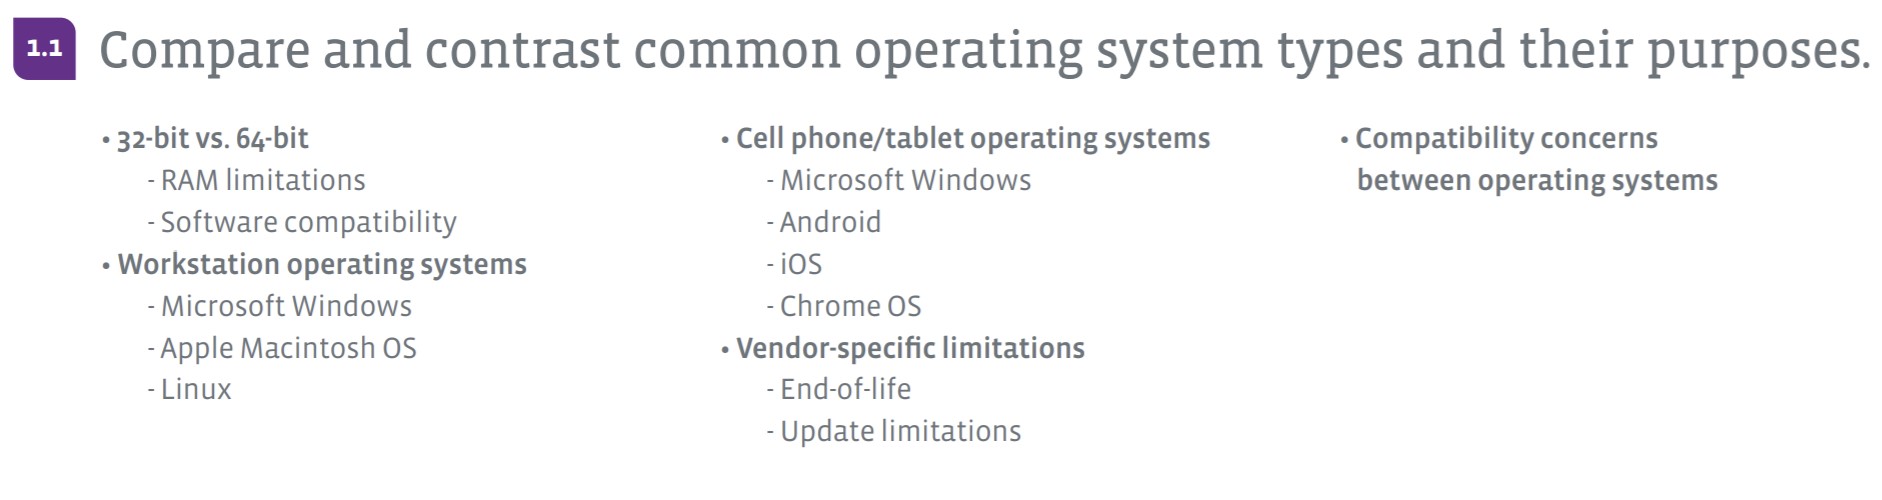 1.1 Compare and contrast common operating system types and their purposes.
• 32-bit vs. 64-bit
- RAM limitations
- Software compatibility
• Workstation operating systems
- Microsoft Windows
- Apple Macintosh OS
- Linux
• Cell phone/tablet operating systems
- Microsoft Windows
- Android
- iOS
- Chrome OS
• Vendor-specific limitations
- End-of-life
- Update limitations
• Compatibility concerns
between operating systems